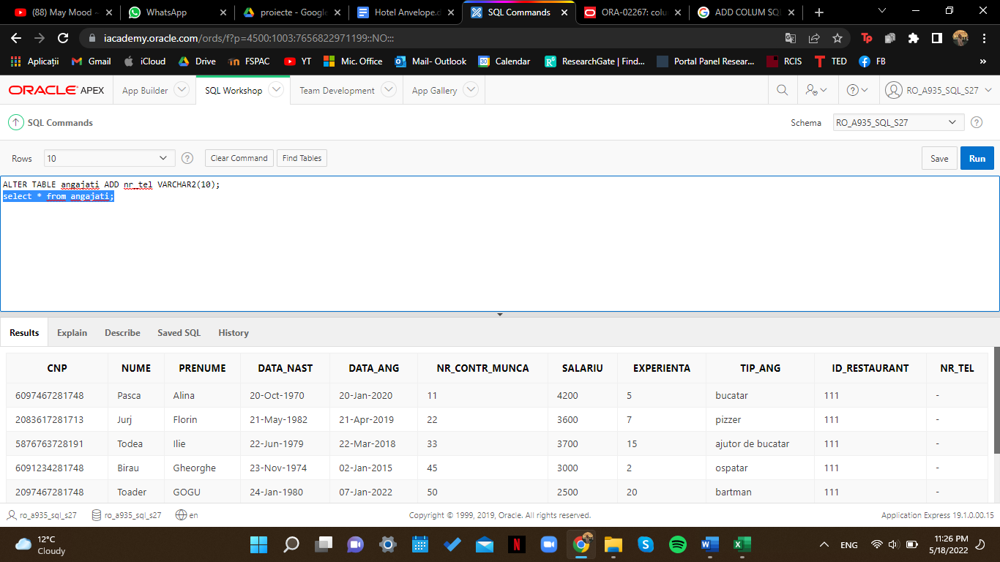 (88) May Mood ~
WhatsApp
proiecte - Google
Hotel Anvelope.d
SQL Commands
ORA-02267: colu
ADD COLUM SQL
iacademy.oracle.com/ords/f?p=4500:1003:7656822971199::NO:::
Aplicații
Gmail
iCloud
Drive
FSPAC
YT
Mic. Office
Mail- Outlook
Calendar
ResearchGate | Find...
Portal Panel Resear...
RCIS
TED
FB
»
ORACLE APEX
App Builder
SQL Workshop
Team Development
App Gallery
RO_A935_SQL_S27
SQL Commands
Schema
RO_A935_SQL_S27
Rows
10
Clear Command
Find Tables
Save
Run
ALTER TABLE angajati ADD nr_tel VARCHAR2(10);
select * from angajati;
Results
Explain
Describe
Saved SQL
History
CNP NUME PRENUME DATA_NAST DATA_ANG NR_CONTR_MUNCA SALARIU EXPERIENTA TIP_ANG ID_RESTAURANT NR_TEL
6097467281748 Pasca Alina 20-Oct-1970 20-Jan-2020 11 4200 5 bucatar 111 -
2083617281713 Jurj Florin 21-May-1982 21-Apr-2019 22 3600 7 pizzer 111 -
5876763728191 Todea Ilie 22-Jun-1979 22-Mar-2018 33 3700 15 ajutor de bucatar 111 -
6091234281748 Birau Gheorghe 23-Nov-1974 02-Jan-2015 45 3000 2 ospatar 111 -
2097467281748 Toader GOGU 24-Jan-1980 07-Jan-2022 50 2500 20 bartman 111 -
ro_a935_sql_s27
ro_a935_sql_s27
en
Copyright © 1999, 2019, Oracle. All rights reserved.
Application Express 19.1.0.00.15
12°C
Cloudy
ENG
11:26 PM
5/18/2022